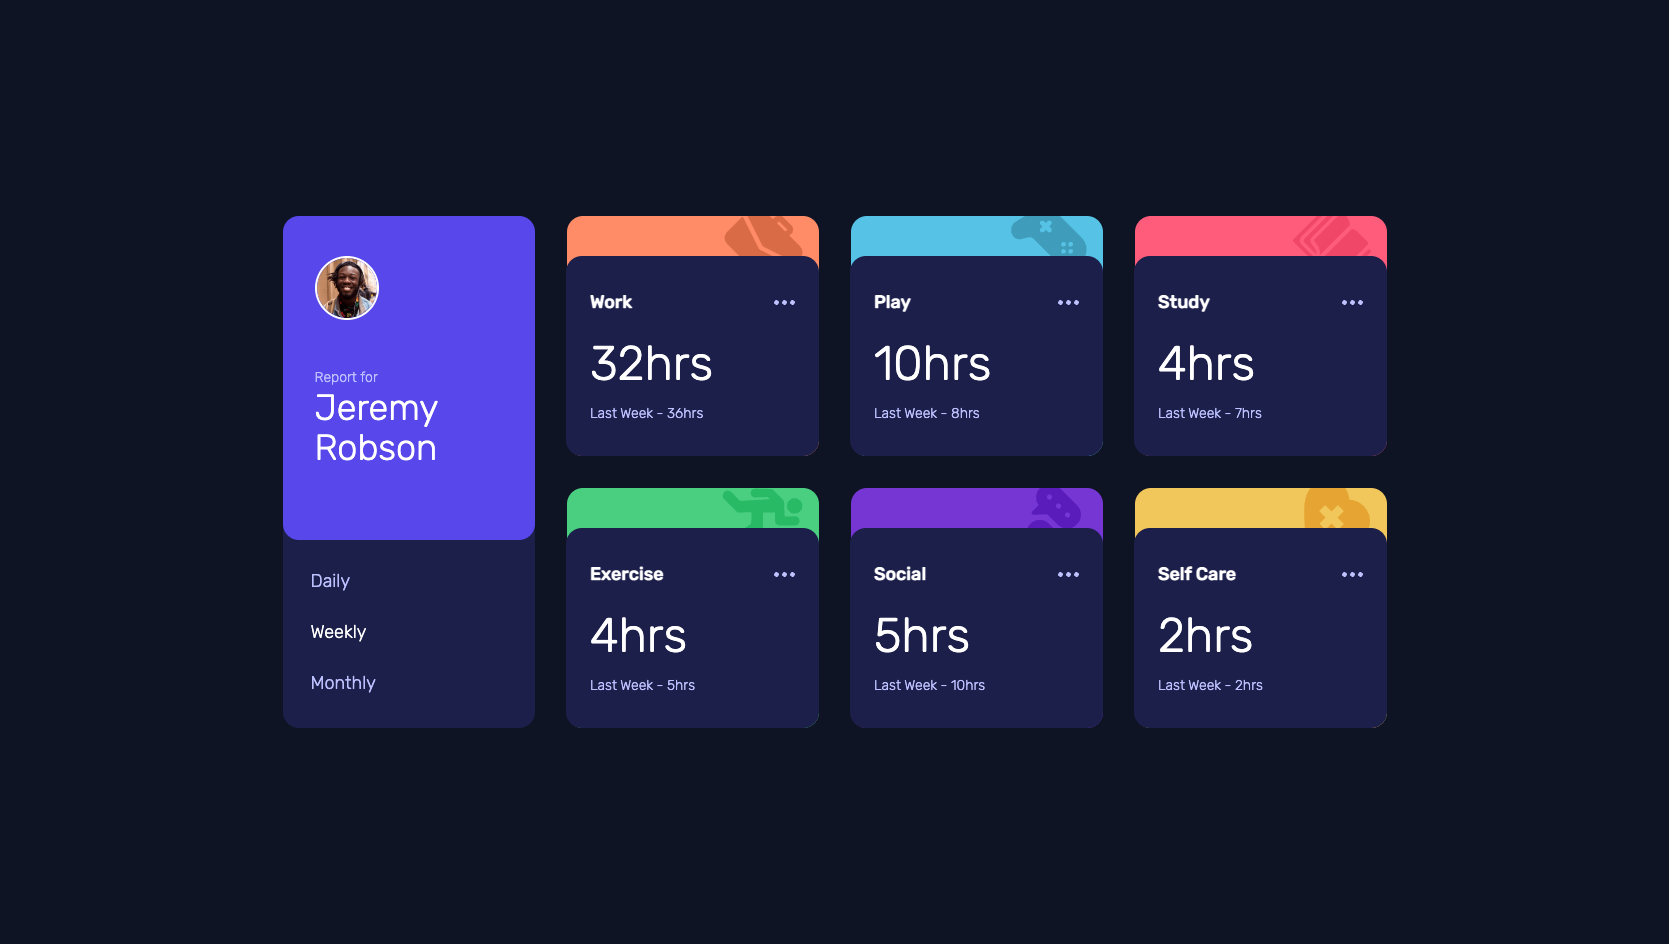 Report for
Jeremy
Robson
Daily
Weekly
Monthly
Work
32hrs
Last Week - 36hrs
Play
10hrs
Last Week - 8hrs
Study
4hrs
Last Week - 7hrs
Exercise
4hrs
Last Week - 5hrs
Social
5hrs
Last Week - 10hrs
Self Care
2hrs
Last Week - 2hrs